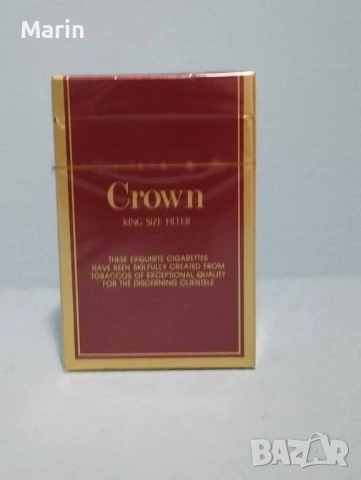 Marin
Crown
KING SIZE FILTER
THESE EXQUISITE CIGARETTES
HAVE BEEN SKILFULLY CREATED FROM
TOBACCOS OF EXCEPTIONAL QUALITY
FOR THE DISCERNING CLIENTELE
BAZAR